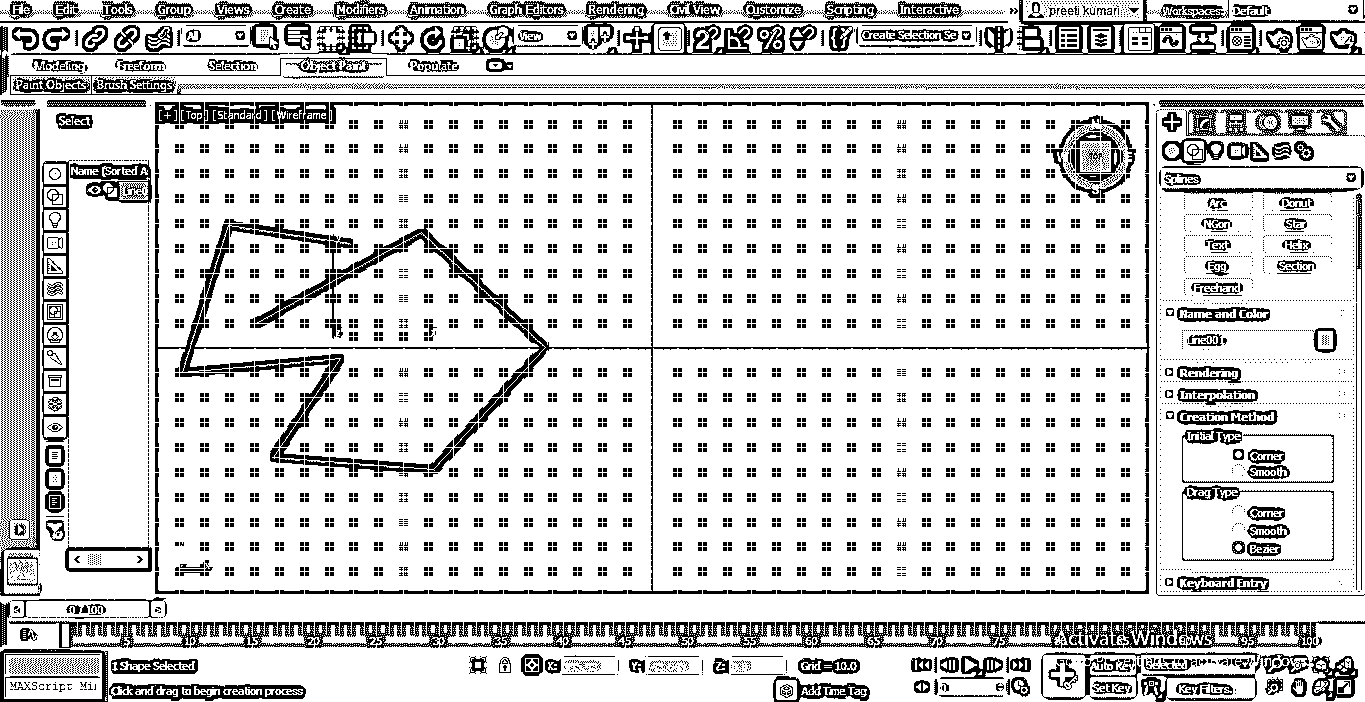 File Edit Tools Group Views Create Modifiers Animation Graph Editors Rendering Civil View Customize Scripting Interactive » preeti kumari Workspaces: Default
All View Create Selection Se
Modeling Freeform Selection Object Paint Populate
Paint Objects Brush Settings
[+] [Top] [Standard] [Wireframe]
Select
Name (Sorted A
Splines
Arc Donut
NGon Star
Text Helix
Egg Section
Freehand
Name and Color
Line001
Rendering
Interpolation
Creation Method
Initial Type
Corner
Smooth
Drag Type
Corner
Smooth
Bezier
Keyboard Entry
0 / 100
5 10 15 20 25 30 35 40 45 50 55 60 65 70 75 95 100
Activate Windows
1 Shape Selected X: Y: Z: Grid = 10.0 Auto Key Selected
MAXScript Mi
Click and drag to begin creation process Add Time Tag 0 Set Key Key Filters...